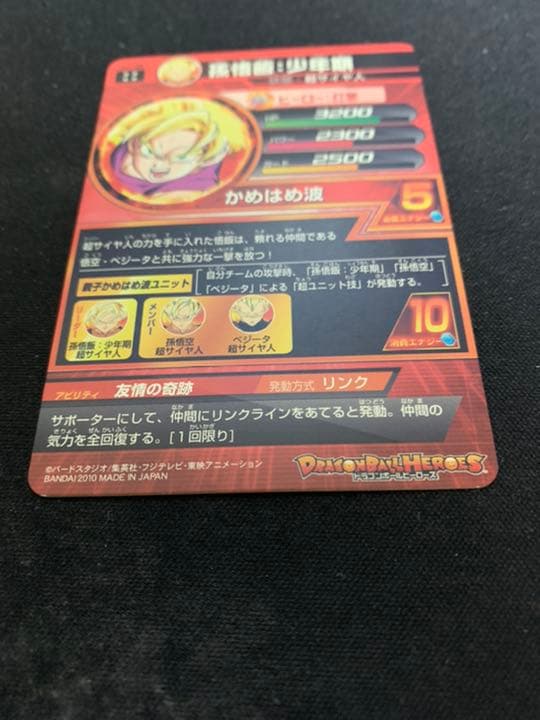 孫悟飯:少年期
超サイヤ人
HP 3200
パワー 2300
ガード 2500
かめはめ波
5
超サイヤ人の力を手に入れた悟飯は、頼れる仲間である
悟空・ベジータと共に強力な一撃を放つ!
親子かめはめ波ユニット
自分チームの攻撃時、「孫悟飯:少年期」「孫悟空」
「ベジータ」による「超ユニット技」が発動する。
リーダー
孫悟飯:少年期
超サイヤ人
メンバー
孫悟空
超サイヤ人
ベジータ
超サイヤ人
10
消費エナジー
アビリティ 友情の奇跡 発動方式 リンク
サポーターにして、仲間にリンクラインをあてると発動。仲間の
気力を全回復する。[1回限り]
©バードスタジオ/集英社・フジテレビ・東映アニメーション
BANDAI 2010 MADE IN JAPAN
DRAGONBALL HEROES
ドラゴンボールヒーローズ